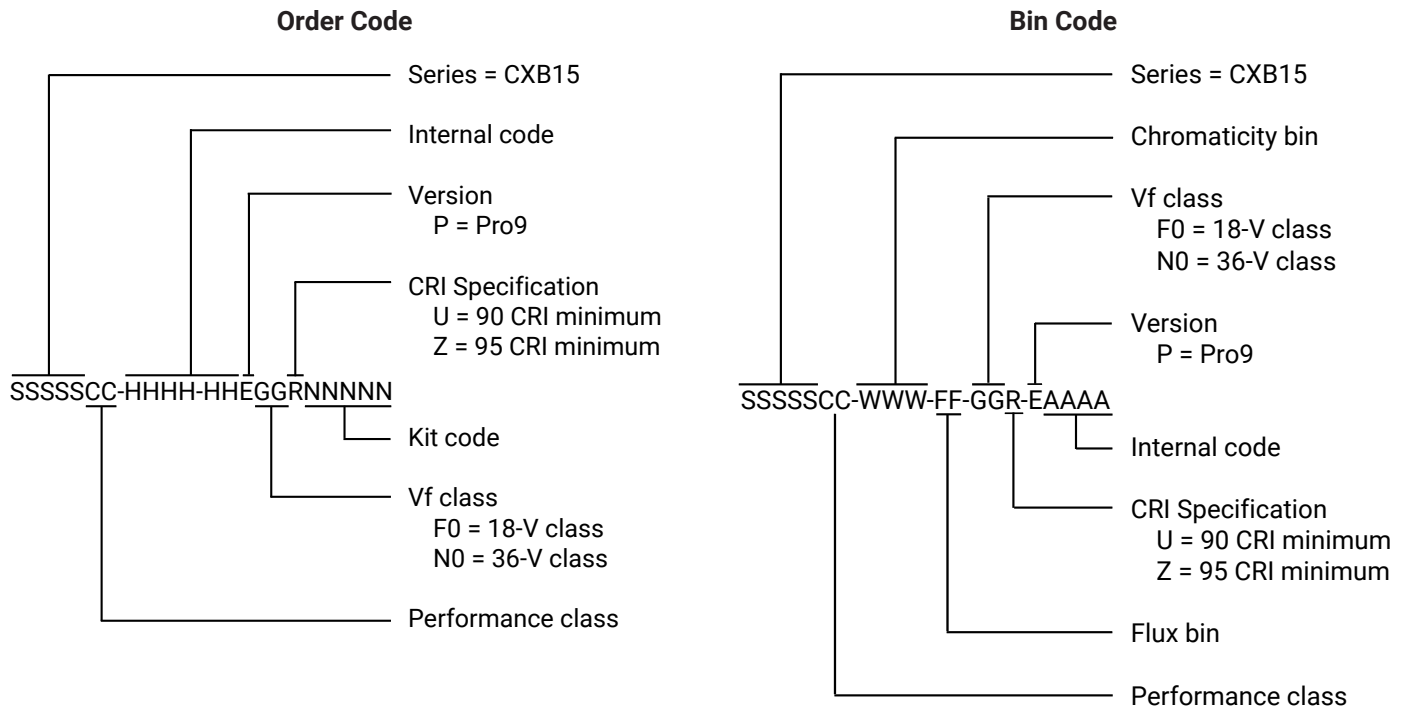 Order Code
Series = CXB15
Internal code
Version
P = Pro9
CRI Specification
U = 90 CRI minimum
Z = 95 CRI minimum
SSSSSCC-HHHH-HHEGGRNNNNN
Kit code
Vf class
F0 = 18-V class
N0 = 36-V class
Performance class
Bin Code
Series = CXB15
Chromaticity bin
Vf class
F0 = 18-V class
N0 = 36-V class
Version
P = Pro9
SSSSSCC-WWW-FF-GGR-EAAAA
Internal code
CRI Specification
U = 90 CRI minimum
Z = 95 CRI minimum
Flux bin
Performance class